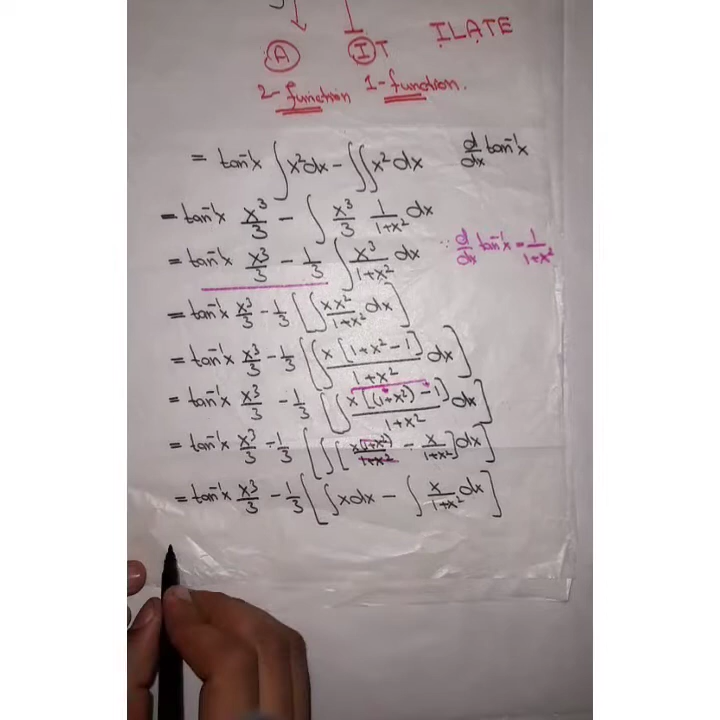 ILATE
A I T
2-function 1-function.
= tan⁻¹x ∫x²dx - ∫∫x²dx d/dx tan⁻¹x
= tan⁻¹x x³/3 - ∫ x³/3 1/1+x² dx
= tan⁻¹x x³/3 - 1/3 ∫ x³/1+x² dx ∵ d/dx tan⁻¹x = 1/1+x²
= tan⁻¹x x³/3 - 1/3 [∫ xx²/1+x² dx]
= tan⁻¹x x³/3 - 1/3 [∫ x[1+x²-1]/1+x² dx]
= tan⁻¹x x³/3 - 1/3 [∫ x[(1+x²)-1]/1+x² dx]
= tan⁻¹x x³/3 - 1/3 [∫ [x(1+x²)/1+x² - x/1+x²] dx]
= tan⁻¹x x³/3 - 1/3 [∫xdx - ∫ x/1+x² dx]